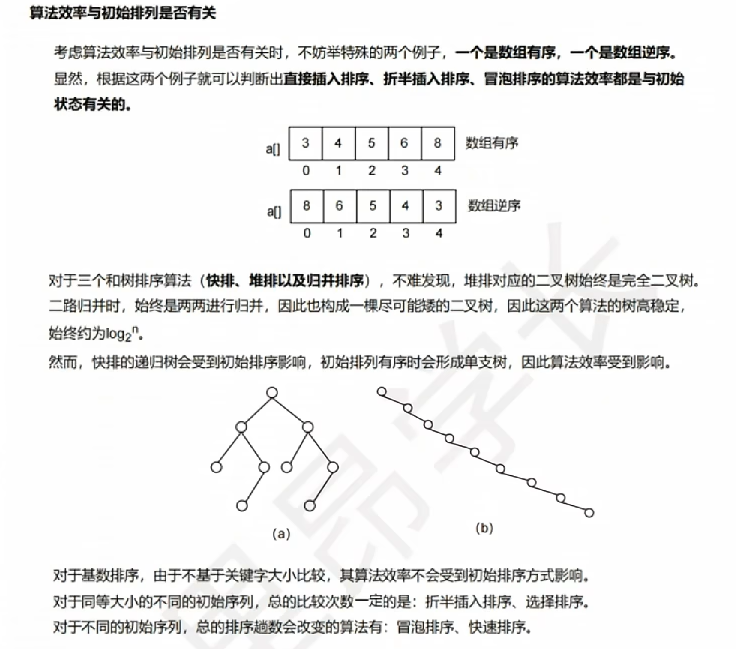 算法效率与初始排列是否有关
考虑算法效率与初始排列是否有关时，不妨举特殊的两个例子，一个是数组有序，一个是数组逆序。
显然，根据这两个例子就可以判断出直接插入排序、折半插入排序、冒泡排序的算法效率都是与初始
状态有关的。
a[] 3 4 5 6 8 数组有序
0 1 2 3 4
a[] 8 6 5 4 3 数组逆序
0 1 2 3 4
对于三个和树排序算法（快排、堆排以及归并排序），不难发现，堆排对应的二叉树始终是完全二叉树。
二路归并时，始终是两两进行归并，因此也构成一棵尽可能矮的二叉树，因此这两个算法的树高稳定，
始终约为log₂ⁿ。
然而，快排的递归树会受到初始排序影响，初始排列有序时会形成单支树，因此算法效率受到影响。
(a) (b)
对于基数排序，由于不基于关键字大小比较，其算法效率不会受到初始排序方式影响。
对于同等大小的不同的初始序列，总的比较次数一定的是：折半插入排序、选择排序。
对于不同的初始序列，总的排序趟数会改变的算法有：冒泡排序、快速排序。
昂学长